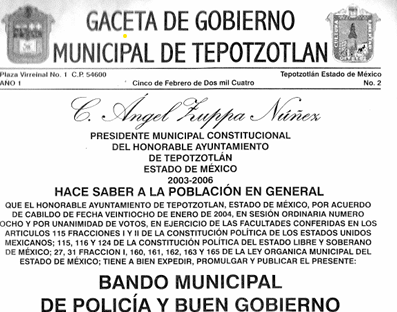 GACETA DE GOBIERNO
MUNICIPAL DE TEPOTZOTLAN
Plaza Virreinal No. 1 C.P. 54600
Tepotzotlán Estado de México
AÑO 1
Cinco de Febrero de Dos mil Cuatro
No. 2
C. Ángel Zuppa Núñez
PRESIDENTE MUNICIPAL CONSTITUCIONAL
DEL HONORABLE AYUNTAMIENTO
DE TEPOTZOTLÁN
ESTADO DE MÉXICO
2003-2006
HACE SABER A LA POBLACIÓN EN GENERAL
QUE EL HONORABLE AYUNTAMIENTO DE TEPOTZOTLAN, ESTADO DE MÉXICO, POR ACUERDO
DE CABILDO DE FECHA VEINTIOCHO DE ENERO DE 2004, EN SESIÓN ORDINARIA NUMERO
OCHO Y POR UNANIMIDAD DE VOTOS, EN EJERCICIO DE LAS FACULTADES CONFERIDAS EN LOS
ARTICULOS 115 FRACCIONES I Y II DE LA CONSTITUCIÓN POLÍTICA DE LOS ESTADOS UNIDOS
MEXICANOS; 115, 116 Y 124 DE LA CONSTITUCIÓN POLÍTICA DEL ESTADO LIBRE Y SOBERANO
DE MÉXICO; 27, 31 FRACCION I, 160, 161, 162, 163 Y 165 DE LA LEY ORGANICA MUNICIPAL DEL
ESTADO DE MÉXICO; TIENE A BIEN EXPEDIR, PROMULGAR Y PUBLICAR EL PRESENTE:
BANDO MUNICIPAL
DE POLICÍA Y BUEN GOBIERNO